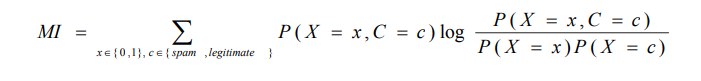 MI = ∑ x∈{0,1}, c∈{spam ,legitimate } P(X = x, C = c) log P(X = x, C = c) / P(X = x)P(X = c)